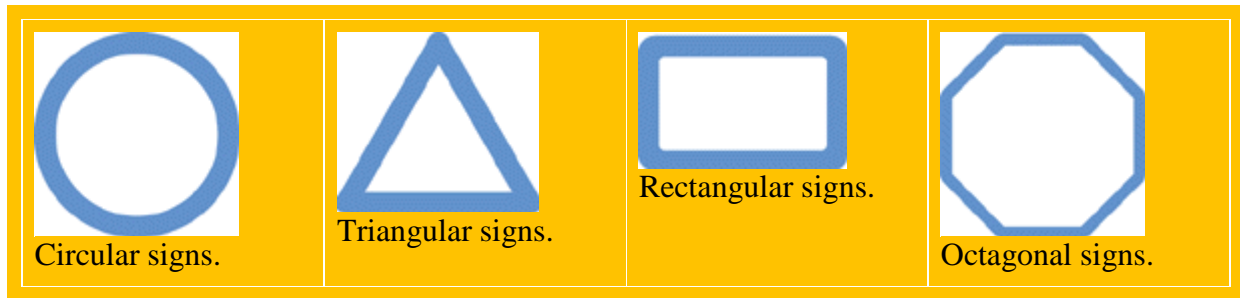 Circular signs.
Triangular signs.
Rectangular signs.
Octagonal signs.